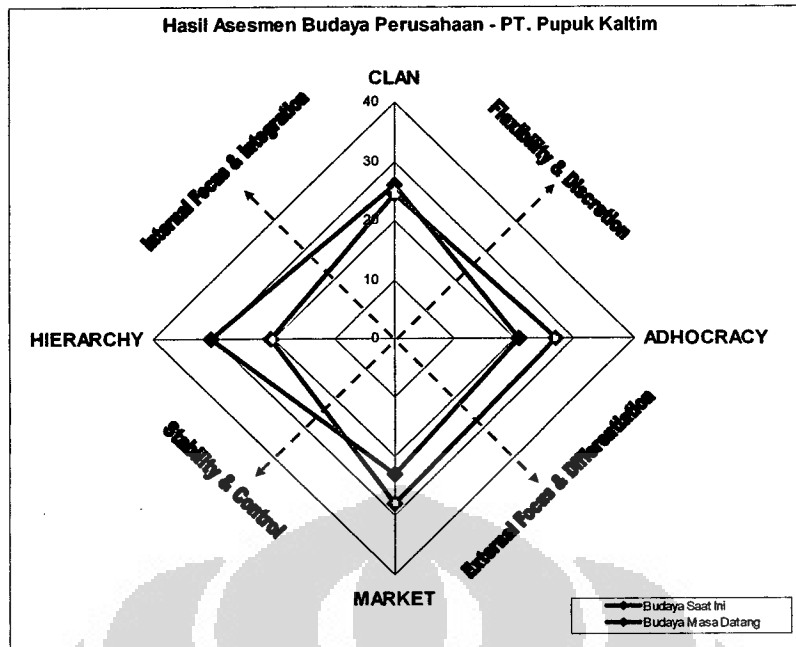 Hasil Asesmen Budaya Perusahaan - PT. Pupuk Kaltim
CLAN
40
Internal Focus & Integration
Flexibility & Discretion
30
20
10
HIERARCHY
0
ADHOCRACY
Stability & Control
External Focus & Differentiation
MARKET
Budaya Saat Ini
Budaya Masa Datang